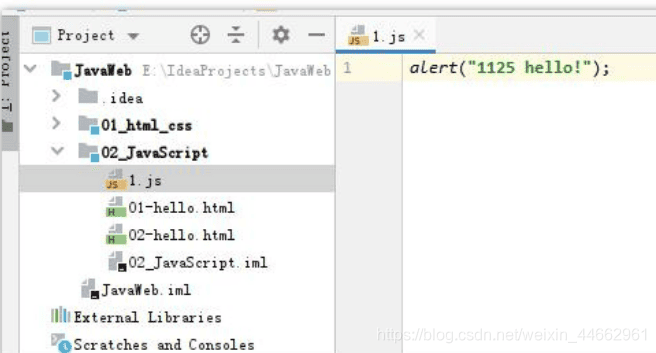 1: Project
Project
JavaWeb E:\IdeaProjects\JavaWeb
.idea
01_html_css
02_JavaScript
1.js
01-hello.html
02-hello.html
02_JavaScript.iml
JavaWeb.iml
External Libraries
Scratches and Consoles
1.js
1 alert("1125 hello!");
https://blog.csdn.net/weixin_44662961